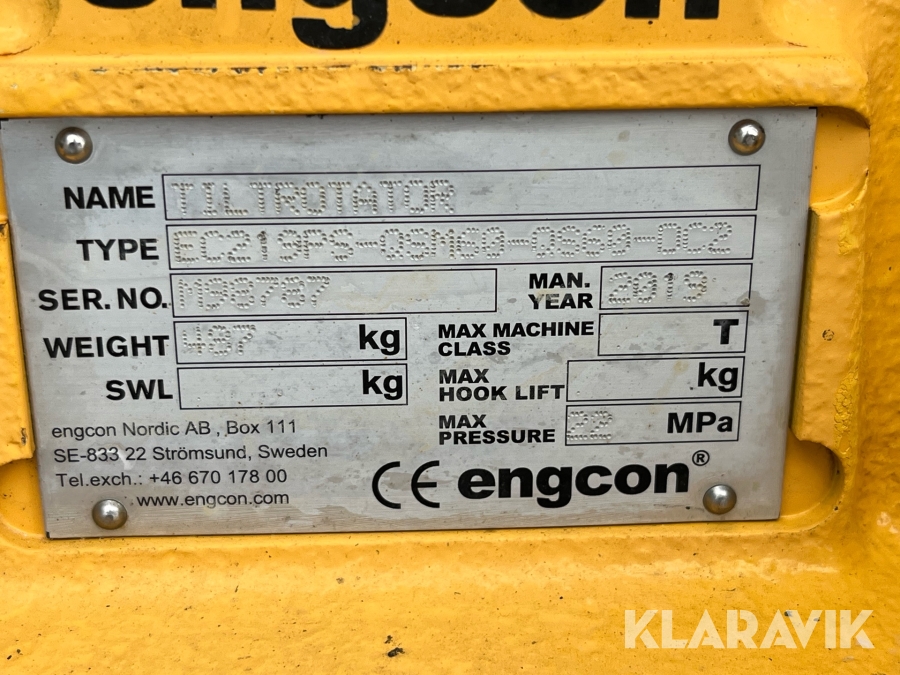 engcon
NAME TILTROTATOR
TYPE EC219PS-QSM60-QS60-QC2
SER. NO. M98787
MAN. YEAR 2019
WEIGHT 487 kg
MAX MACHINE CLASS T
SWL kg
MAX HOOK LIFT kg
MAX PRESSURE 22 MPa
engcon Nordic AB , Box 111
SE-833 22 Strömsund, Sweden
Tel.exch.: +46 670 178 00
www.engcon.com
CE engcon®
KLARAVIK